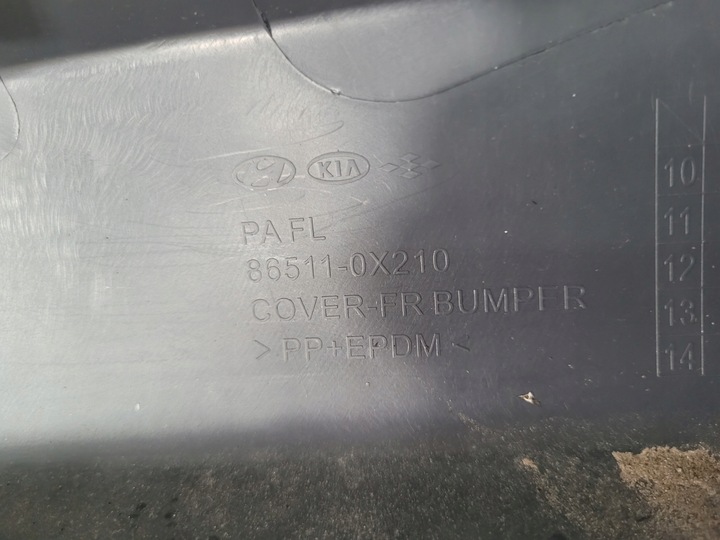 KIA
PA FL
86511-0X210
COVER-FR BUMPER
> PP+EPDM <
10
11
12
13
14